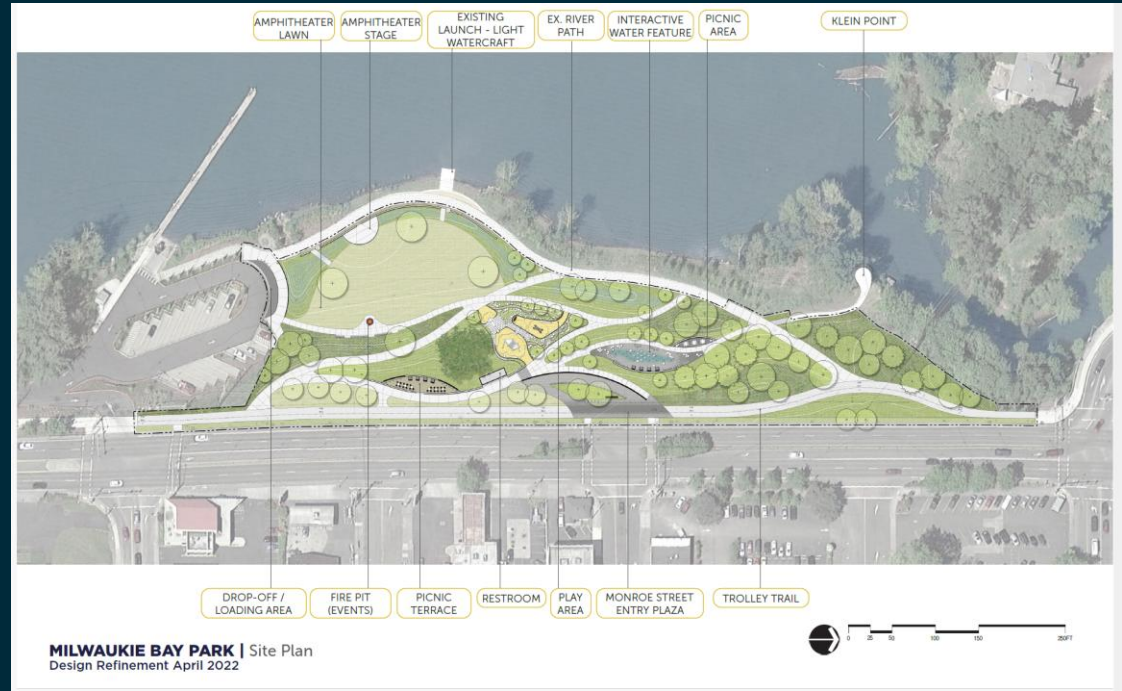 AMPHITHEATER
LAWN
AMPHITHEATER
STAGE
EXISTING
LAUNCH - LIGHT
WATERCRAFT
EX. RIVER
PATH
INTERACTIVE
WATER FEATURE
PICNIC
AREA
KLEIN POINT
DROP-OFF /
LOADING AREA
FIRE PIT
(EVENTS)
PICNIC
TERRACE
RESTROOM
PLAY
AREA
MONROE STREET
ENTRY PLAZA
TROLLEY TRAIL
MILWAUKIE BAY PARK | Site Plan
Design Refinement April 2022
0 25 50 100 150 250FT